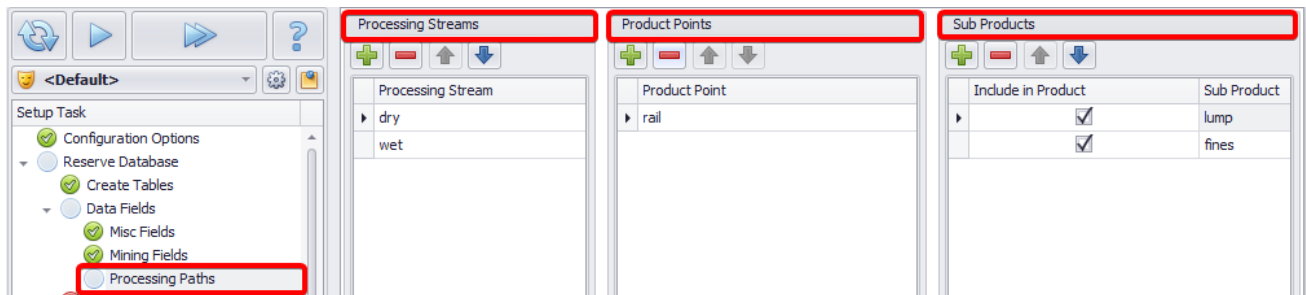 <Default>
Setup Task
Configuration Options
Reserve Database
Create Tables
Data Fields
Misc Fields
Mining Fields
Processing Paths
Processing Streams
Processing Stream
dry
wet
Product Points
Product Point
rail
Sub Products
Include in Product Sub Product
lump
fines